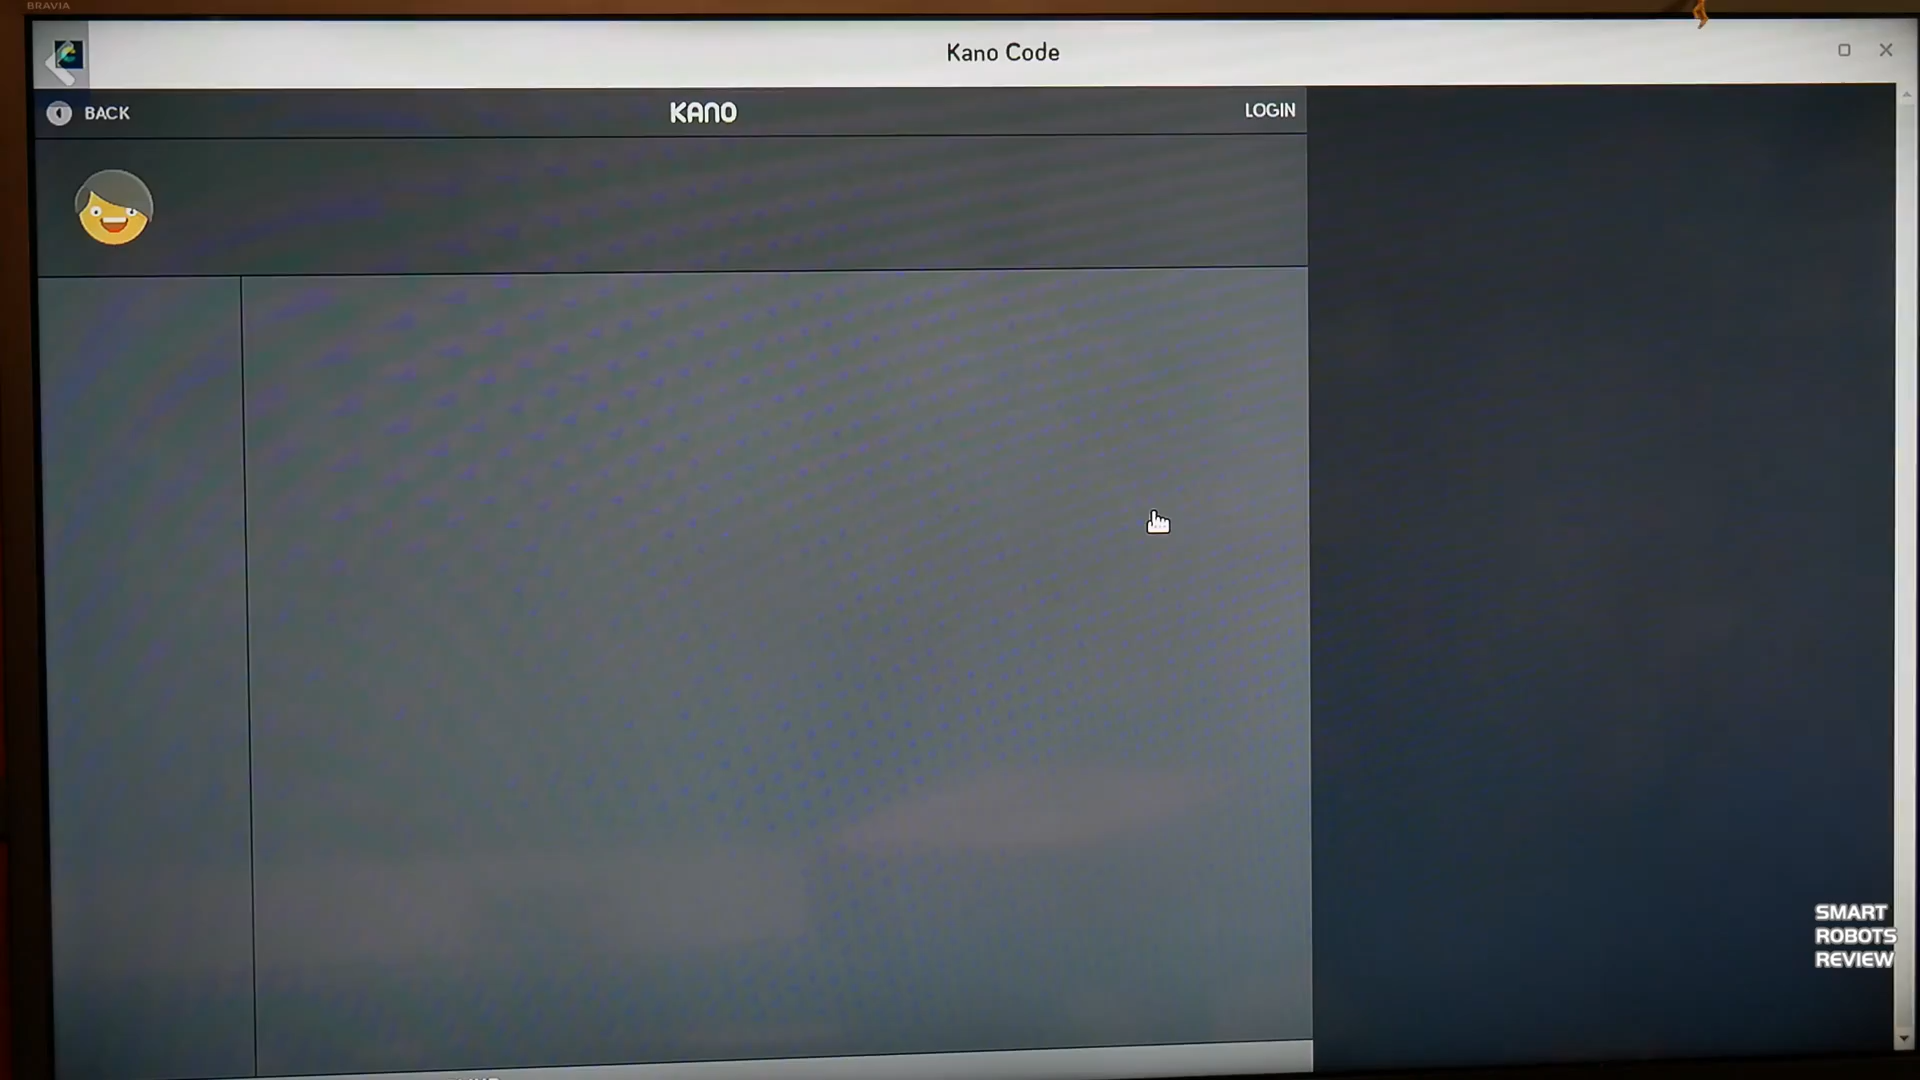 BRAVIA
Kano Code
BACK
KANO
LOGIN
SMART
ROBOTS
REVIEW